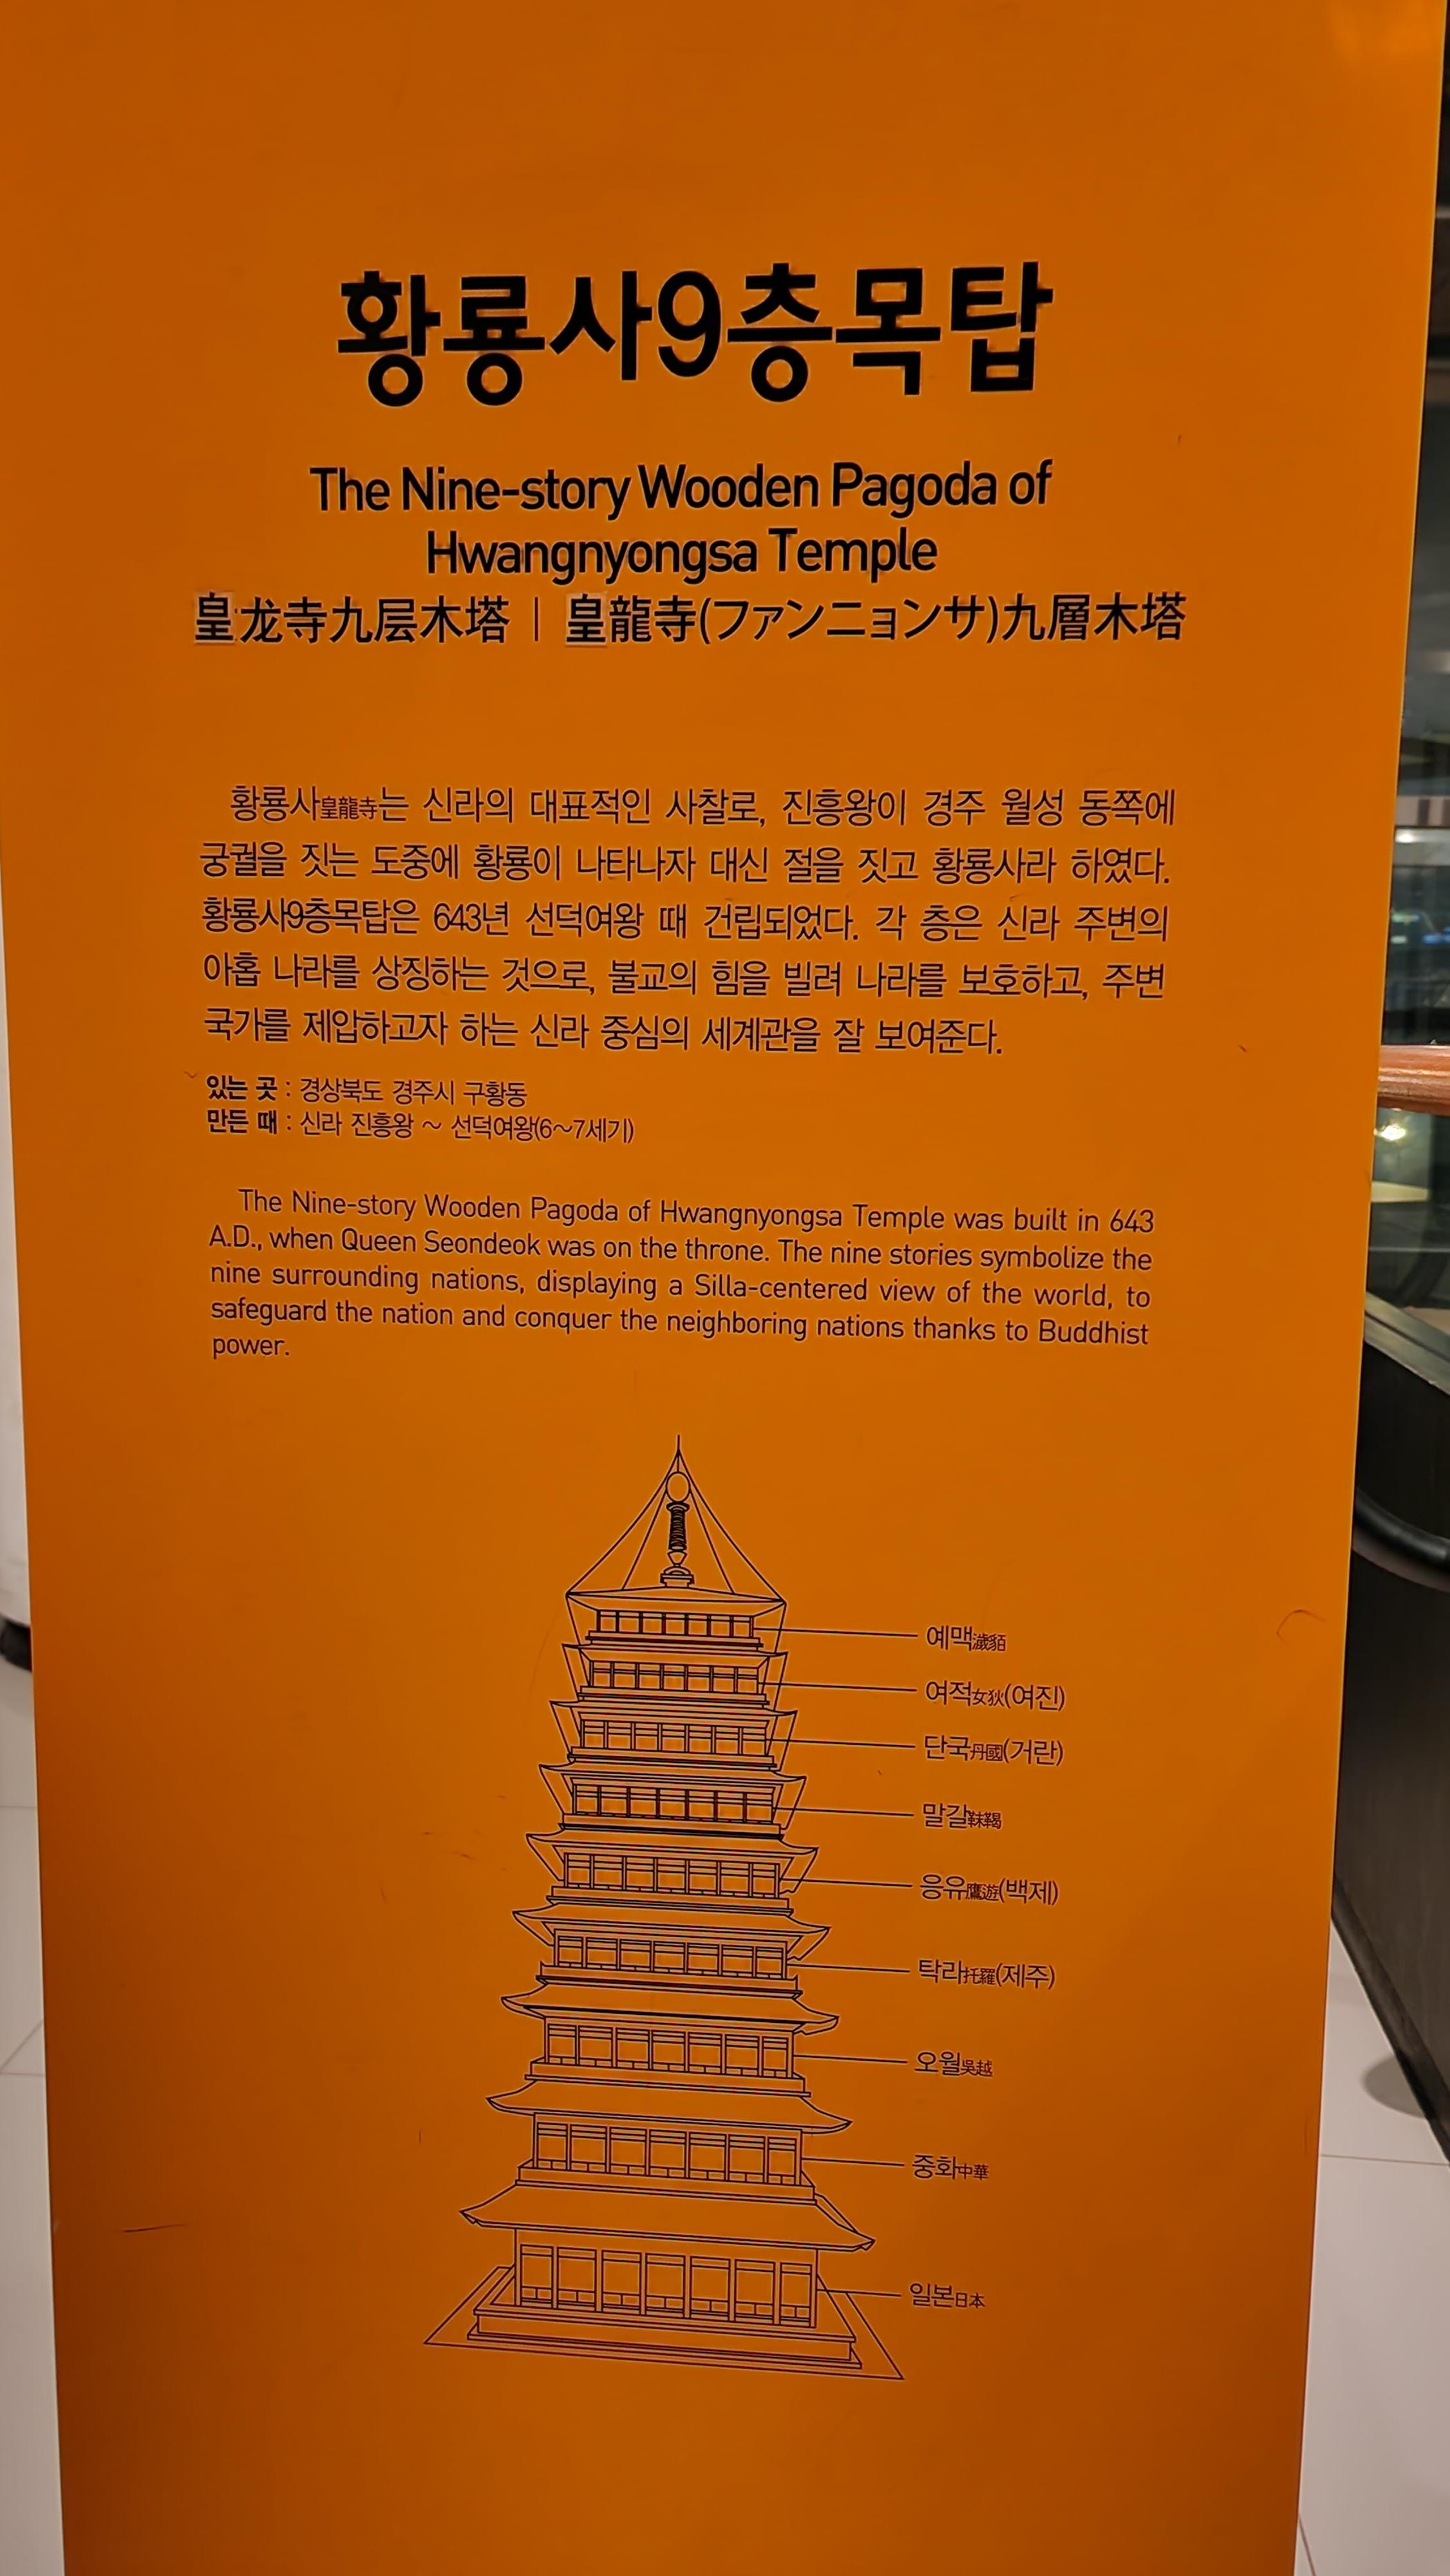 황룡사9층목탑
The Nine-story Wooden Pagoda of
Hwangnyongsa Temple
皇龙寺九层木塔 | 皇龍寺(ファンニョンサ)九層木塔
황룡사皇龍寺는 신라의 대표적인 사찰로, 진흥왕이 경주 월성 동쪽에
궁궐을 짓는 도중에 황룡이 나타나자 대신 절을 짓고 황룡사라 하였다.
황룡사9층목탑은 643년 선덕여왕 때 건립되었다. 각 층은 신라 주변의
아홉 나라를 상징하는 것으로, 불교의 힘을 빌려 나라를 보호하고, 주변
국가를 제압하고자 하는 신라 중심의 세계관을 잘 보여준다.
있는 곳 : 경상북도 경주시 구황동
만든 때 : 신라 진흥왕 ~ 선덕여왕(6~7세기)
The Nine-story Wooden Pagoda of Hwangnyongsa Temple was built in 643
A.D., when Queen Seondeok was on the throne. The nine stories symbolize the
nine surrounding nations, displaying a Silla-centered view of the world, to
safeguard the nation and conquer the neighboring nations thanks to Buddhist
power.
예맥濊貊
여적女狄(여진)
단국丹國(거란)
말갈靺鞨
응유鷹遊(백제)
탁라托羅(제주)
오월吳越
중화中華
일본日本